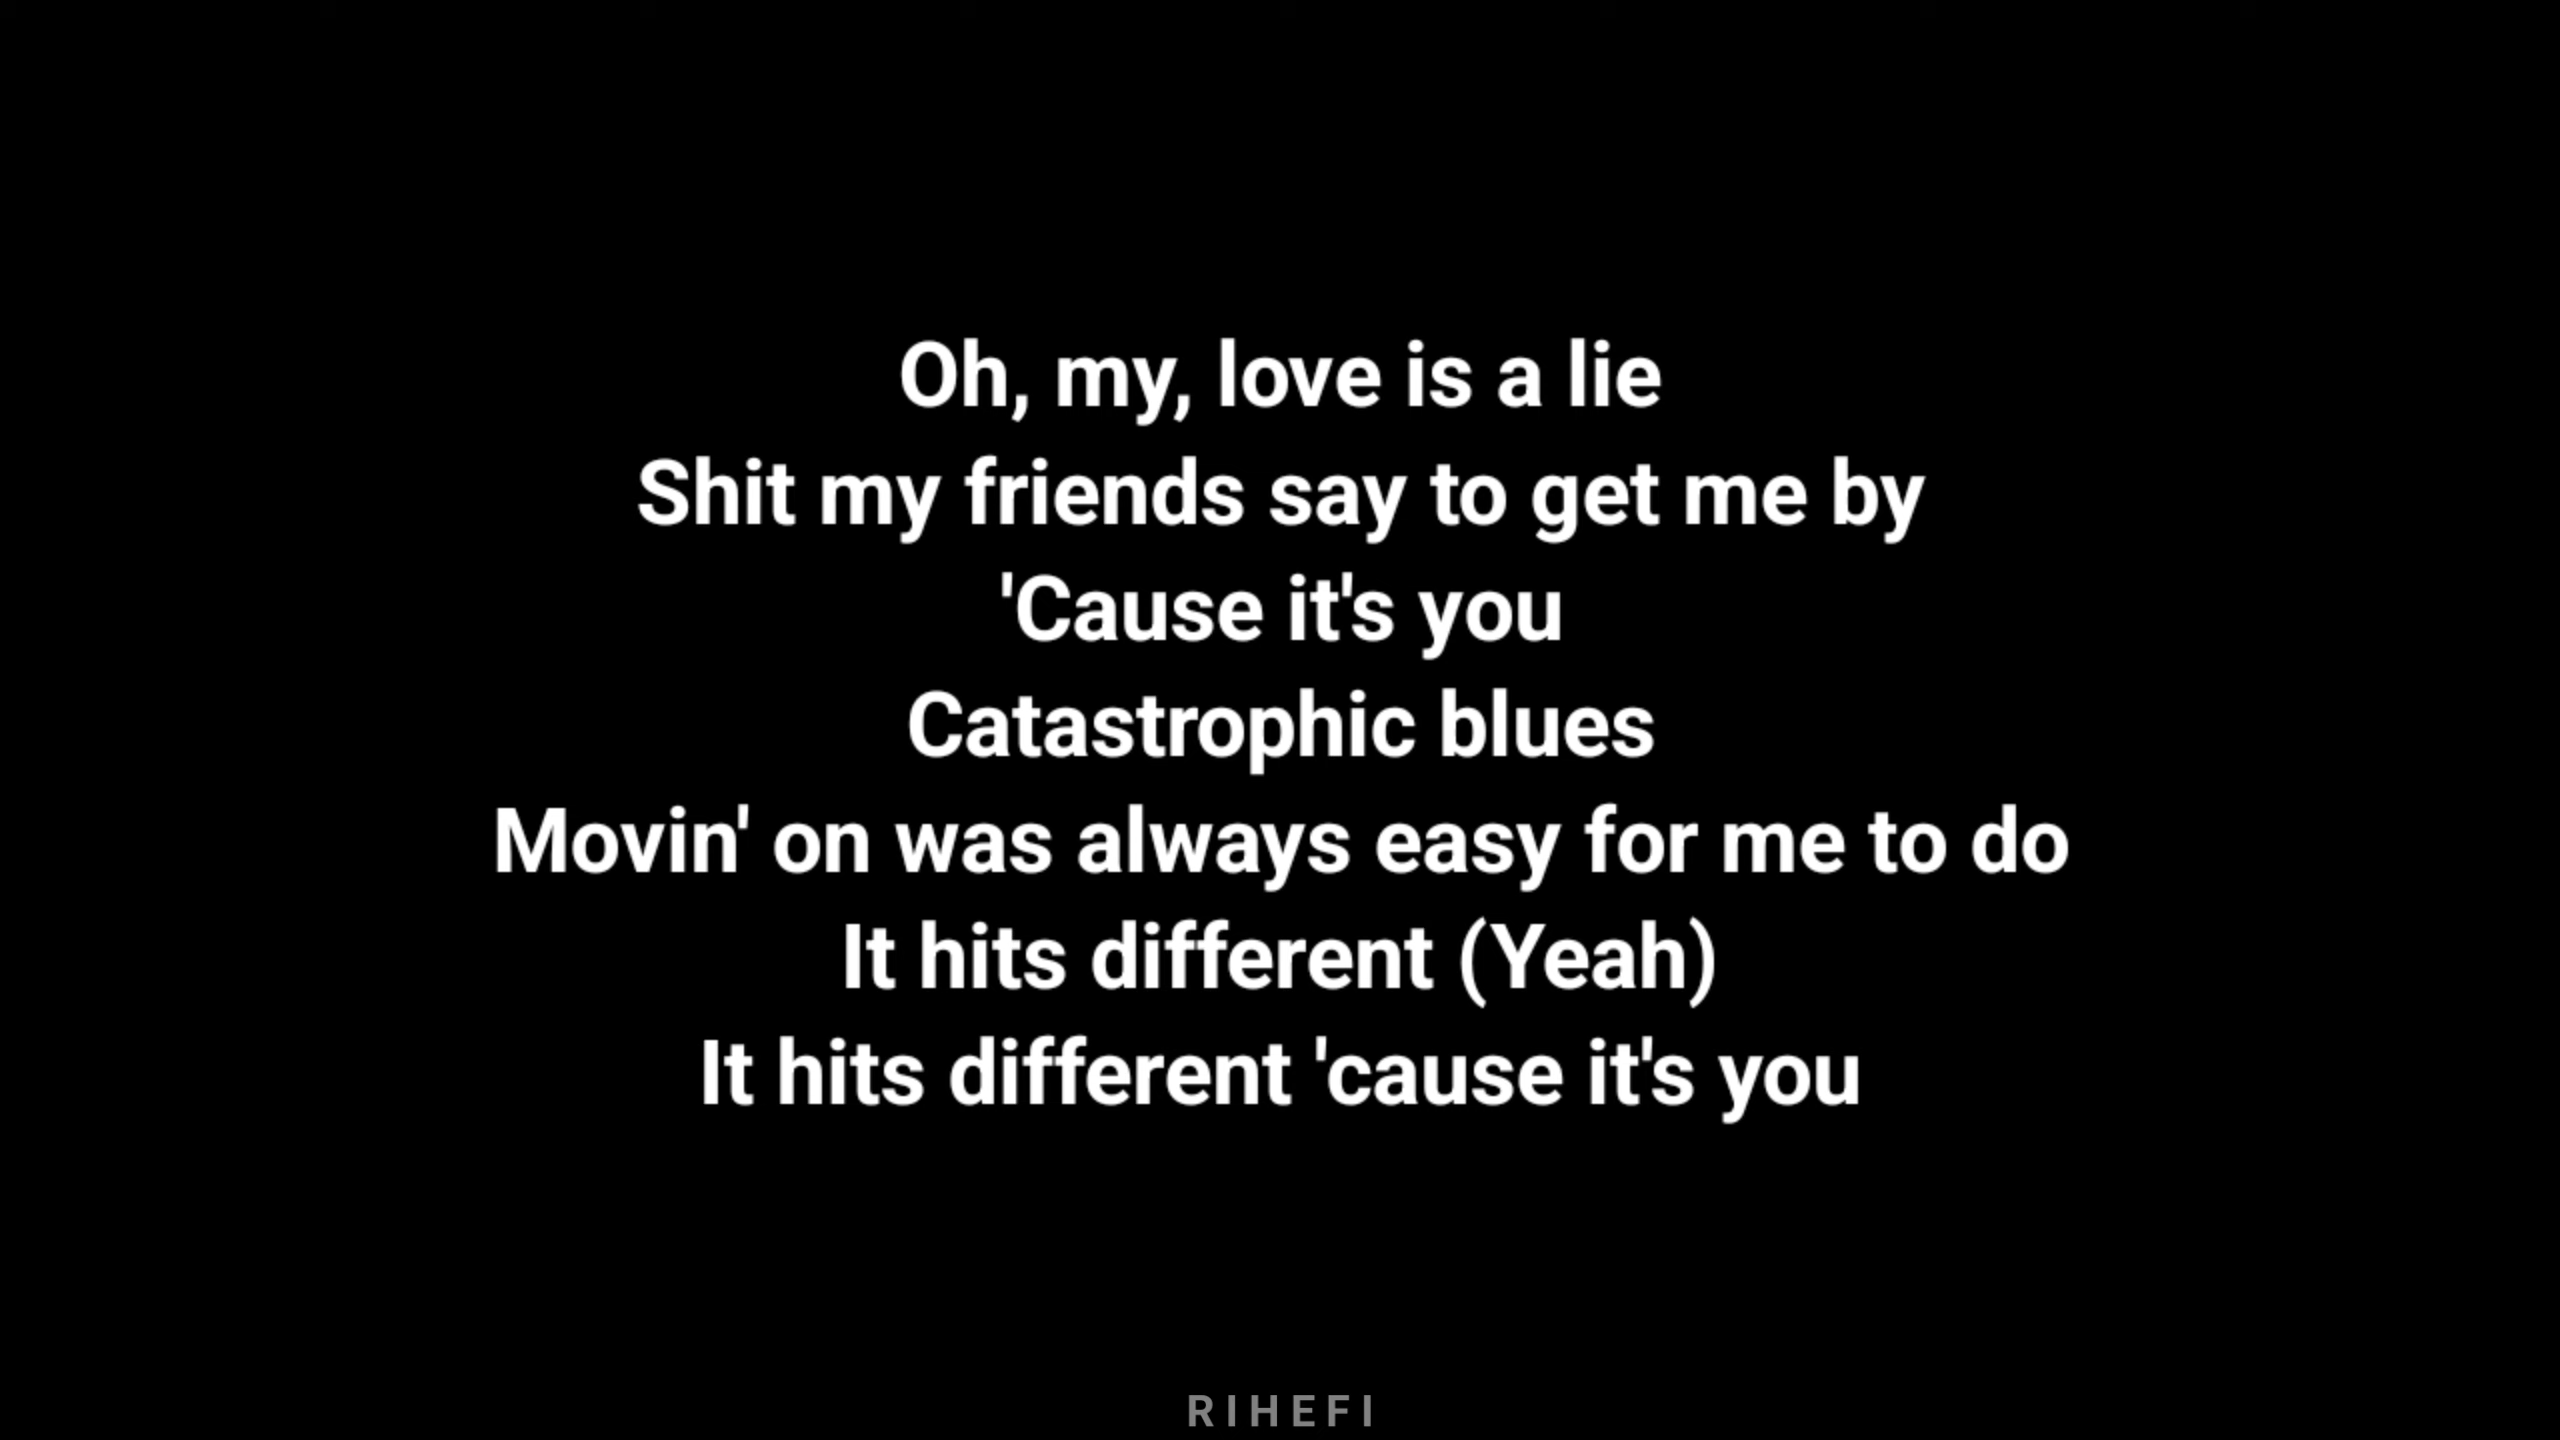 Oh, my, love is a lie
Shit my friends say to get me by
'Cause it's you
Catastrophic blues
Movin' on was always easy for me to do
It hits different (Yeah)
It hits different 'cause it's you
RIHEFI